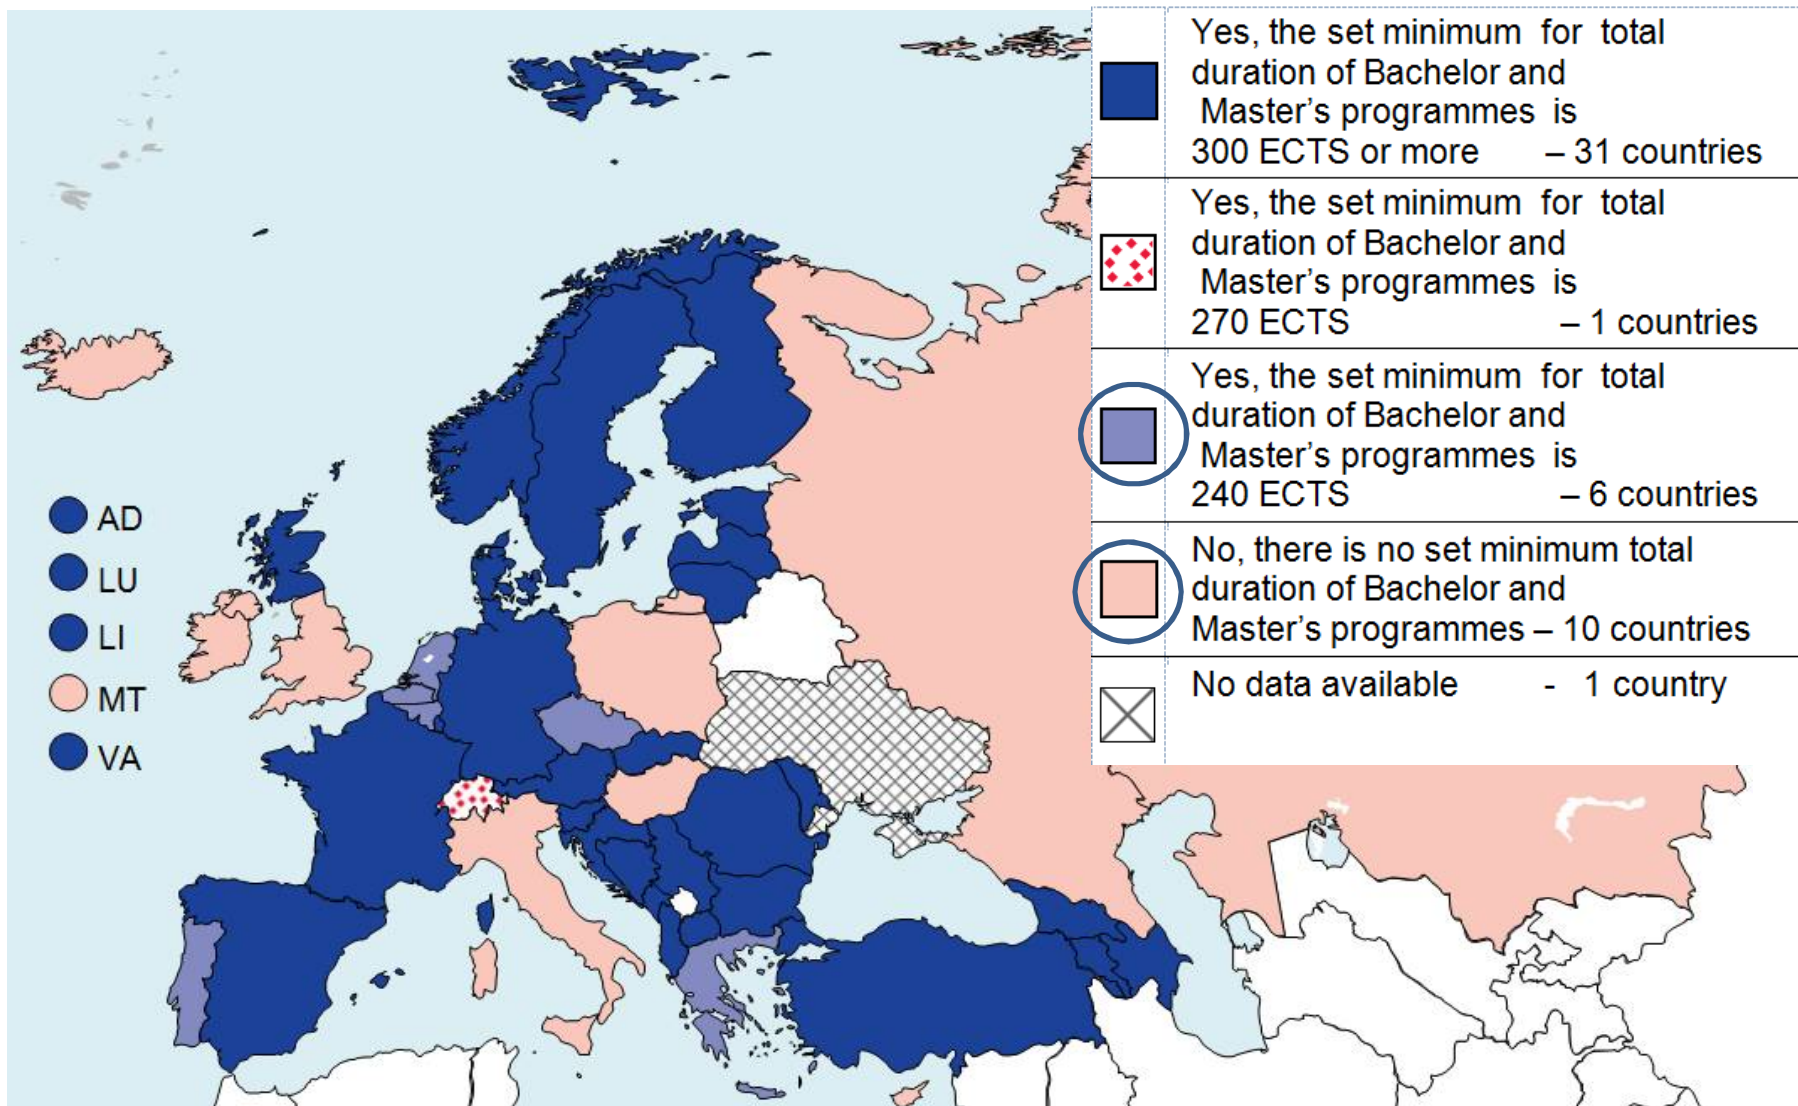 Yes, the set minimum for total
duration of Bachelor and
Master's programmes is
300 ECTS or more – 31 countries
Yes, the set minimum for total
duration of Bachelor and
Master's programmes is
270 ECTS – 1 countries
Yes, the set minimum for total
duration of Bachelor and
Master's programmes is
240 ECTS – 6 countries
No, there is no set minimum total
duration of Bachelor and
Master's programmes – 10 countries
No data available - 1 country
AD
LU
LI
MT
VA